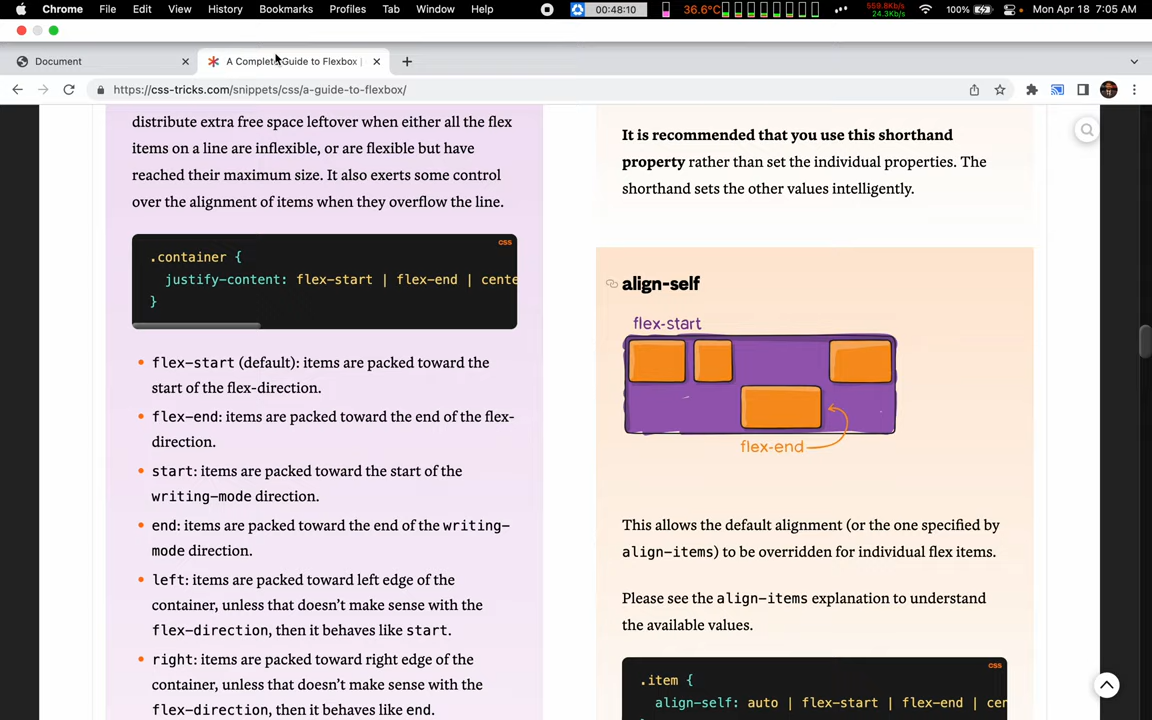 Chrome File Edit View History Bookmarks Profiles Tab Window Help 00:48:10 36.6°C 559.8Kb/s 24.3Kb/s 100% Mon Apr 18 7:05 AM
Document
A Complete Guide to Flexbox |
https://css-tricks.com/snippets/css/a-guide-to-flexbox/
distribute extra free space leftover when either all the flex
items on a line are inflexible, or are flexible but have
reached their maximum size. It also exerts some control
over the alignment of items when they overflow the line.
css
.container {
justify-content: flex-start | flex-end | cente
}
flex-start (default): items are packed toward the
start of the flex-direction.
flex-end: items are packed toward the end of the flex-
direction.
start: items are packed toward the start of the
writing-mode direction.
end: items are packed toward the end of the writing-
mode direction.
left: items are packed toward left edge of the
container, unless that doesn't make sense with the
flex-direction, then it behaves like start.
right: items are packed toward right edge of the
container, unless that doesn't make sense with the
flex-direction, then it behaves like end.
It is recommended that you use this shorthand
property rather than set the individual properties. The
shorthand sets the other values intelligently.
align-self
flex-start
flex-end
This allows the default alignment (or the one specified by
align-items) to be overridden for individual flex items.
Please see the align-items explanation to understand
the available values.
css
.item {
align-self: auto | flex-start | flex-end | cen